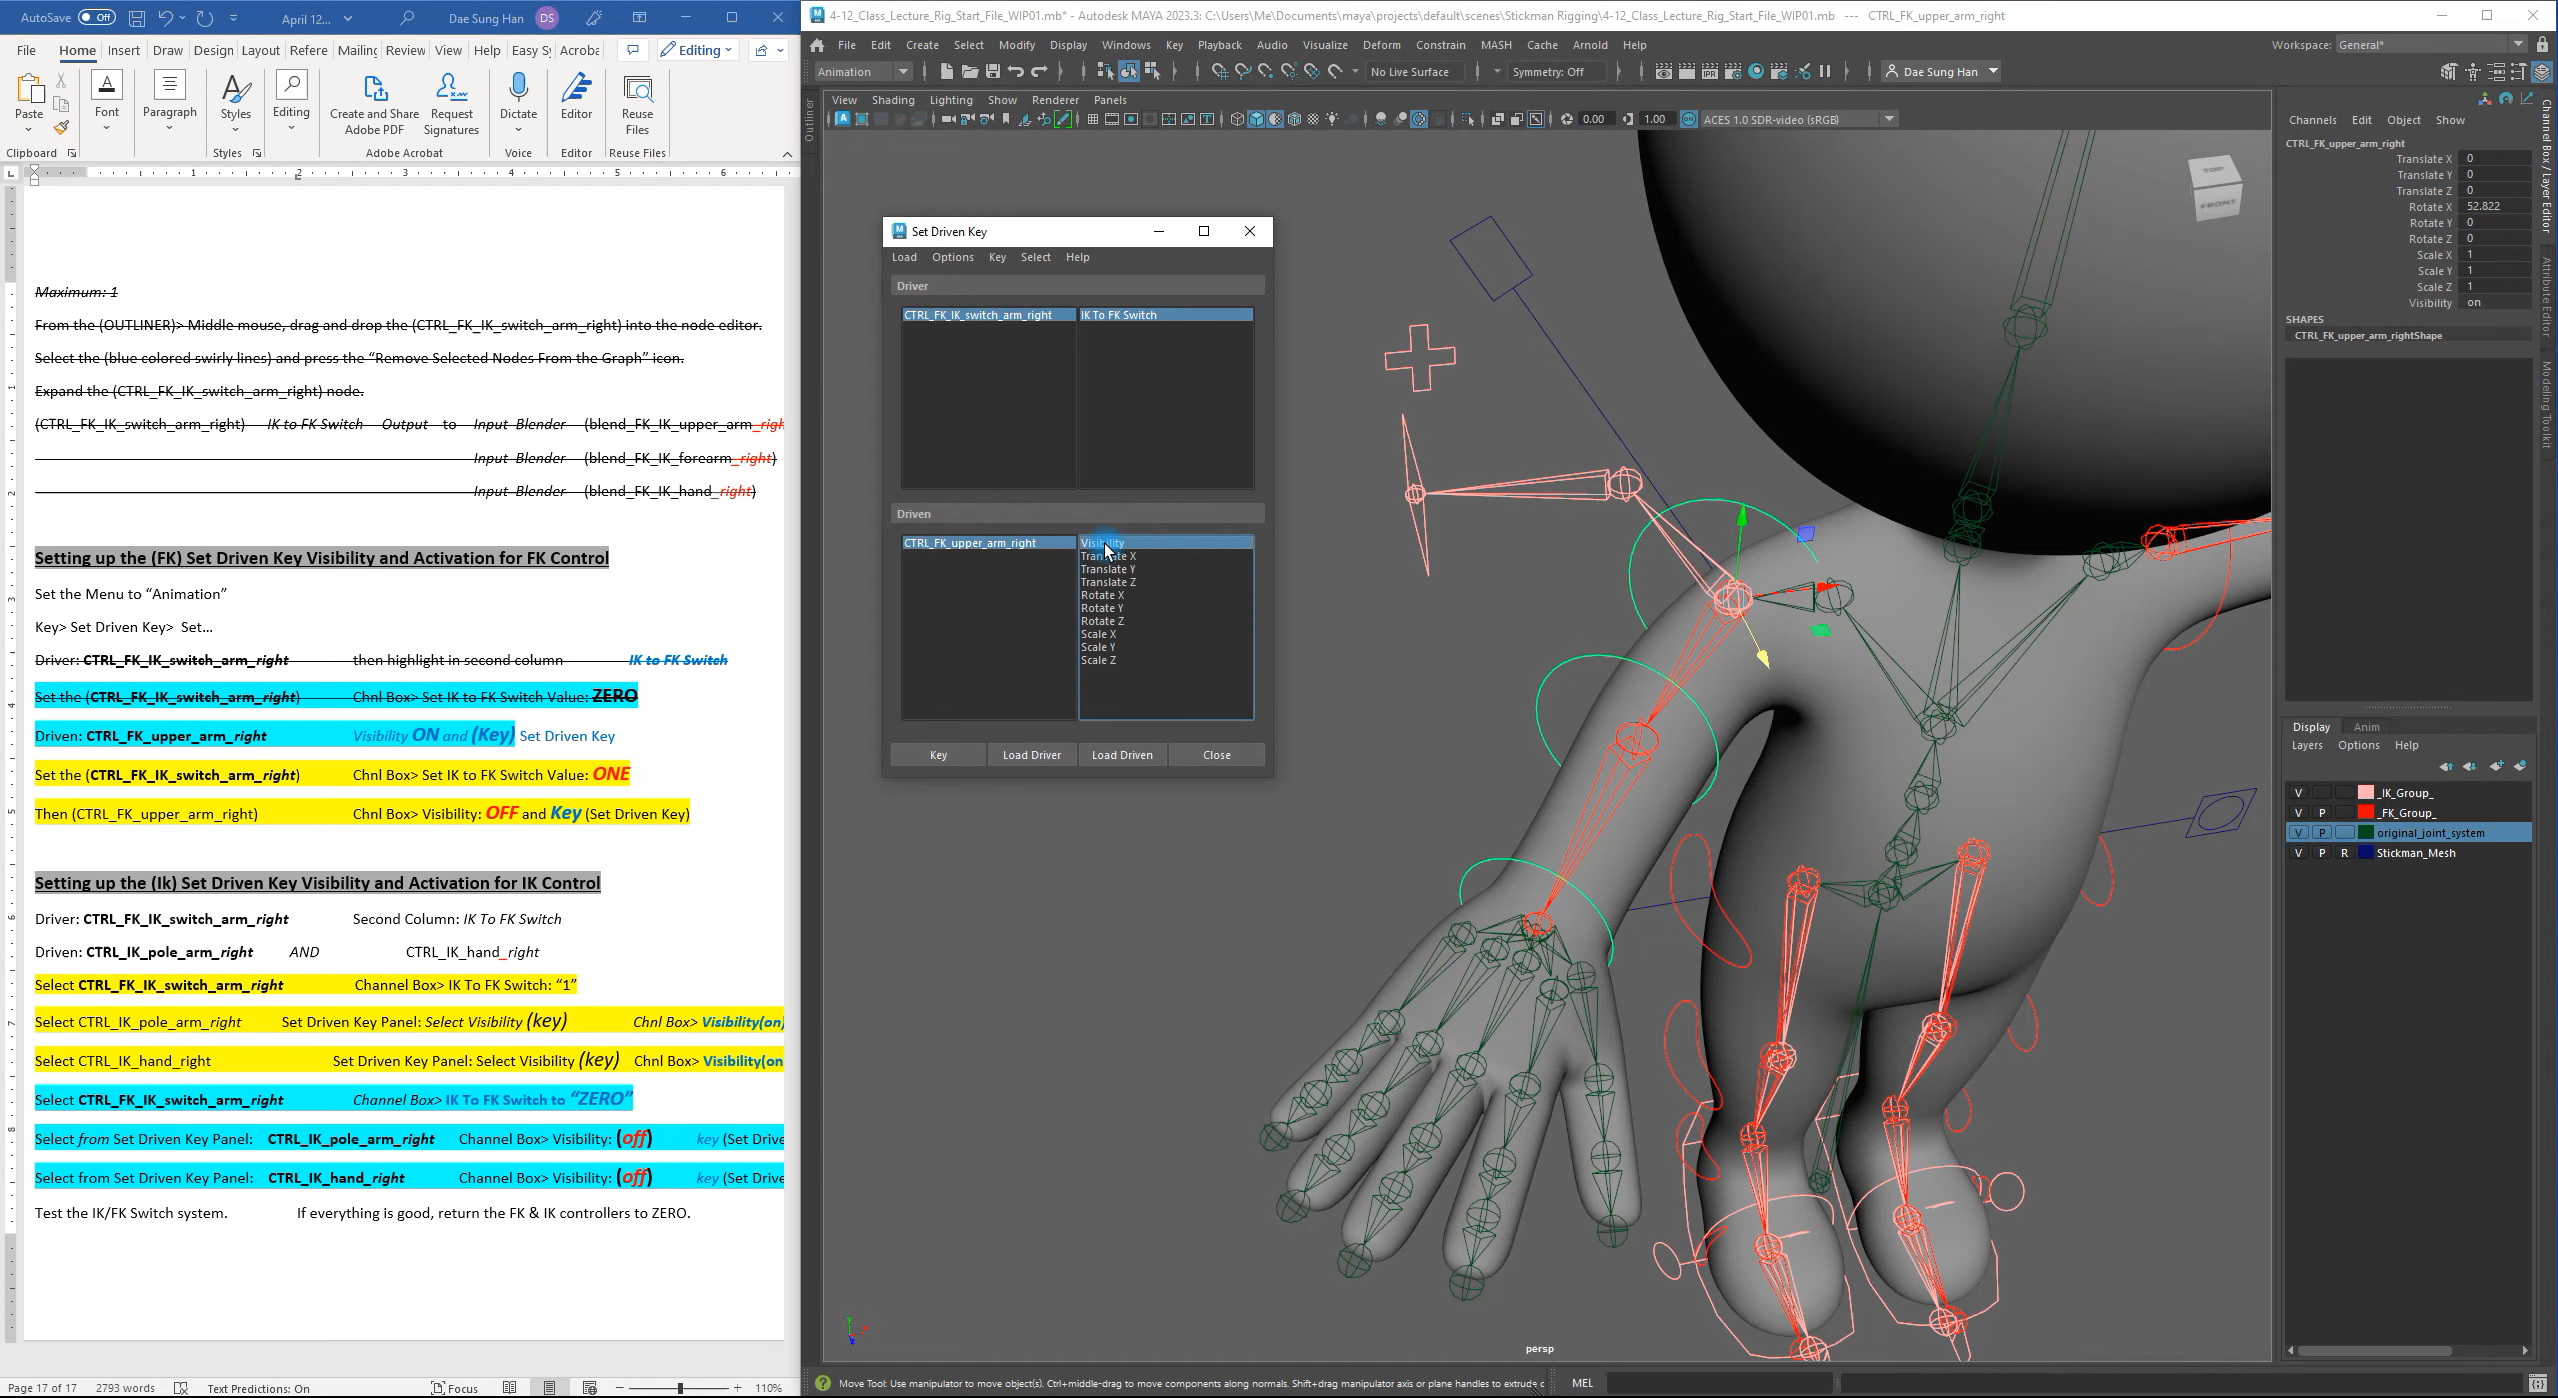 AutoSave Off April 12... Dae Sung Han DS
File Home Insert Draw Design Layout Refere Mailing Review View Help Easy Sy Acroba Editing
Paste Font Paragraph Styles Editing Create and Share Adobe PDF Request Signatures Dictate Editor Reuse Files
Clipboard Styles Adobe Acrobat Voice Editor Reuse Files
1 2 3 4 5 6
Maximum: 1
From the (OUTLINER)> Middle mouse, drag and drop the (CTRL_FK_IK_switch_arm_right) into the node editor.
Select the (blue colored swirly lines) and press the “Remove Selected Nodes From the Graph” icon.
Expand the (CTRL_FK_IK_switch_arm_right) node.
(CTRL_FK_IK_switch_arm_right) IK to FK Switch Output to Input Blender (blend_FK_IK_upper_arm_righ
Input Blender (blend_FK_IK_forearm_right)
Input Blender (blend_FK_IK_hand_right)
Setting up the (FK) Set Driven Key Visibility and Activation for FK Control
Set the Menu to “Animation”
Key> Set Driven Key> Set...
Driver: CTRL_FK_IK_switch_arm_right then highlight in second column IK to FK Switch
Set the (CTRL_FK_IK_switch_arm_right) Chnl Box> Set IK to FK Switch Value: ZERO
Driven: CTRL_FK_upper_arm_right Visibility ON and (Key) Set Driven Key
Set the (CTRL_FK_IK_switch_arm_right) Chnl Box> Set IK to FK Switch Value: ONE
Then (CTRL_FK_upper_arm_right) Chnl Box> Visibility: OFF and Key (Set Driven Key)
Setting up the (Ik) Set Driven Key Visibility and Activation for IK Control
Driver: CTRL_FK_IK_switch_arm_right Second Column: IK To FK Switch
Driven: CTRL_IK_pole_arm_right AND CTRL_IK_hand_right
Select CTRL_FK_IK_switch_arm_right Channel Box> IK To FK Switch: “1”
Select CTRL_IK_pole_arm_right Set Driven Key Panel: Select Visibility (key) Chnl Box> Visibility(on)
Select CTRL_IK_hand_right Set Driven Key Panel: Select Visibility (key) Chnl Box> Visibility(on
Select CTRL_FK_IK_switch_arm_right Channel Box> IK To FK Switch to “ZERO”
Select from Set Driven Key Panel: CTRL_IK_pole_arm_right Channel Box> Visibility: (off) key (Set Drive
Select from Set Driven Key Panel: CTRL_IK_hand_right Channel Box> Visibility: (off) key (Set Drive
Test the IK/FK Switch system. If everything is good, return the FK & IK controllers to ZERO.
Page 17 of 17 2793 words Text Predictions: On Focus 110%
4-12_Class_Lecture_Rig_Start_File_WIP01.mb* - Autodesk MAYA 2023.3: C:\Users\Me\Documents\maya\projects\default\scenes\Stickman Rigging\4-12_Class_Lecture_Rig_Start_File_WIP01.mb --- CTRL_FK_upper_arm_right
File Edit Create Select Modify Display Windows Key Playback Audio Visualize Deform Constrain MASH Cache Arnold Help Workspace: General*
Animation No Live Surface Symmetry: Off IPR Dae Sung Han
View Shading Lighting Show Renderer Panels
0.00 1.00 ON ACES 1.0 SDR-video (sRGB)
Outliner
TOP
FRONT
Set Driven Key
Load Options Key Select Help
Driver
CTRL_FK_IK_switch_arm_right IK To FK Switch
Driven
CTRL_FK_upper_arm_right Visibility
Translate X
Translate Y
Translate Z
Rotate X
Rotate Y
Rotate Z
Scale X
Scale Y
Scale Z
Key Load Driver Load Driven Close
persp
Channels Edit Object Show
CTRL_FK_upper_arm_right
Translate X 0
Translate Y 0
Translate Z 0
Rotate X 52.822
Rotate Y 0
Rotate Z 0
Scale X 1
Scale Y 1
Scale Z 1
Visibility on
SHAPES
CTRL_FK_upper_arm_rightShape
Channel Box / Layer Editor
Attribute Editor
Modeling Toolkit
Display Anim
Layers Options Help
V _IK_Group_
V P _FK_Group_
V P original_joint_system
V P R Stickman_Mesh
Move Tool: Use manipulator to move object(s). Ctrl+middle-drag to move components along normals. Shift+drag manipulator axis or plane handles to extrude c MEL